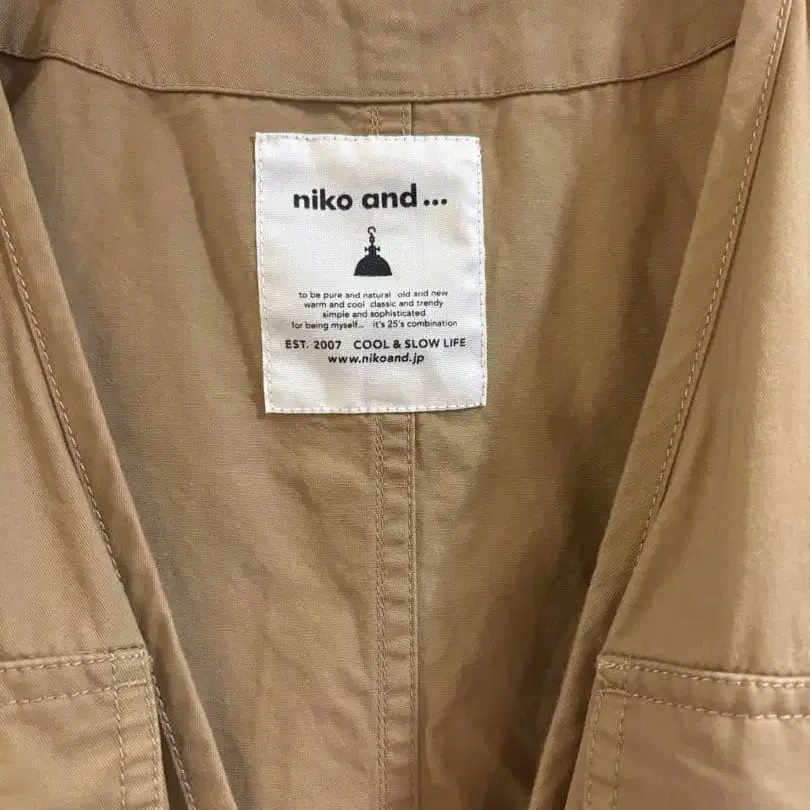 niko and...
to be pure and natural old and new
warm and cool classic and trendy
simple and sophisticated
for being myself... it's 25's combination
EST. 2007 COOL & SLOW LIFE
www.nikoand.jp